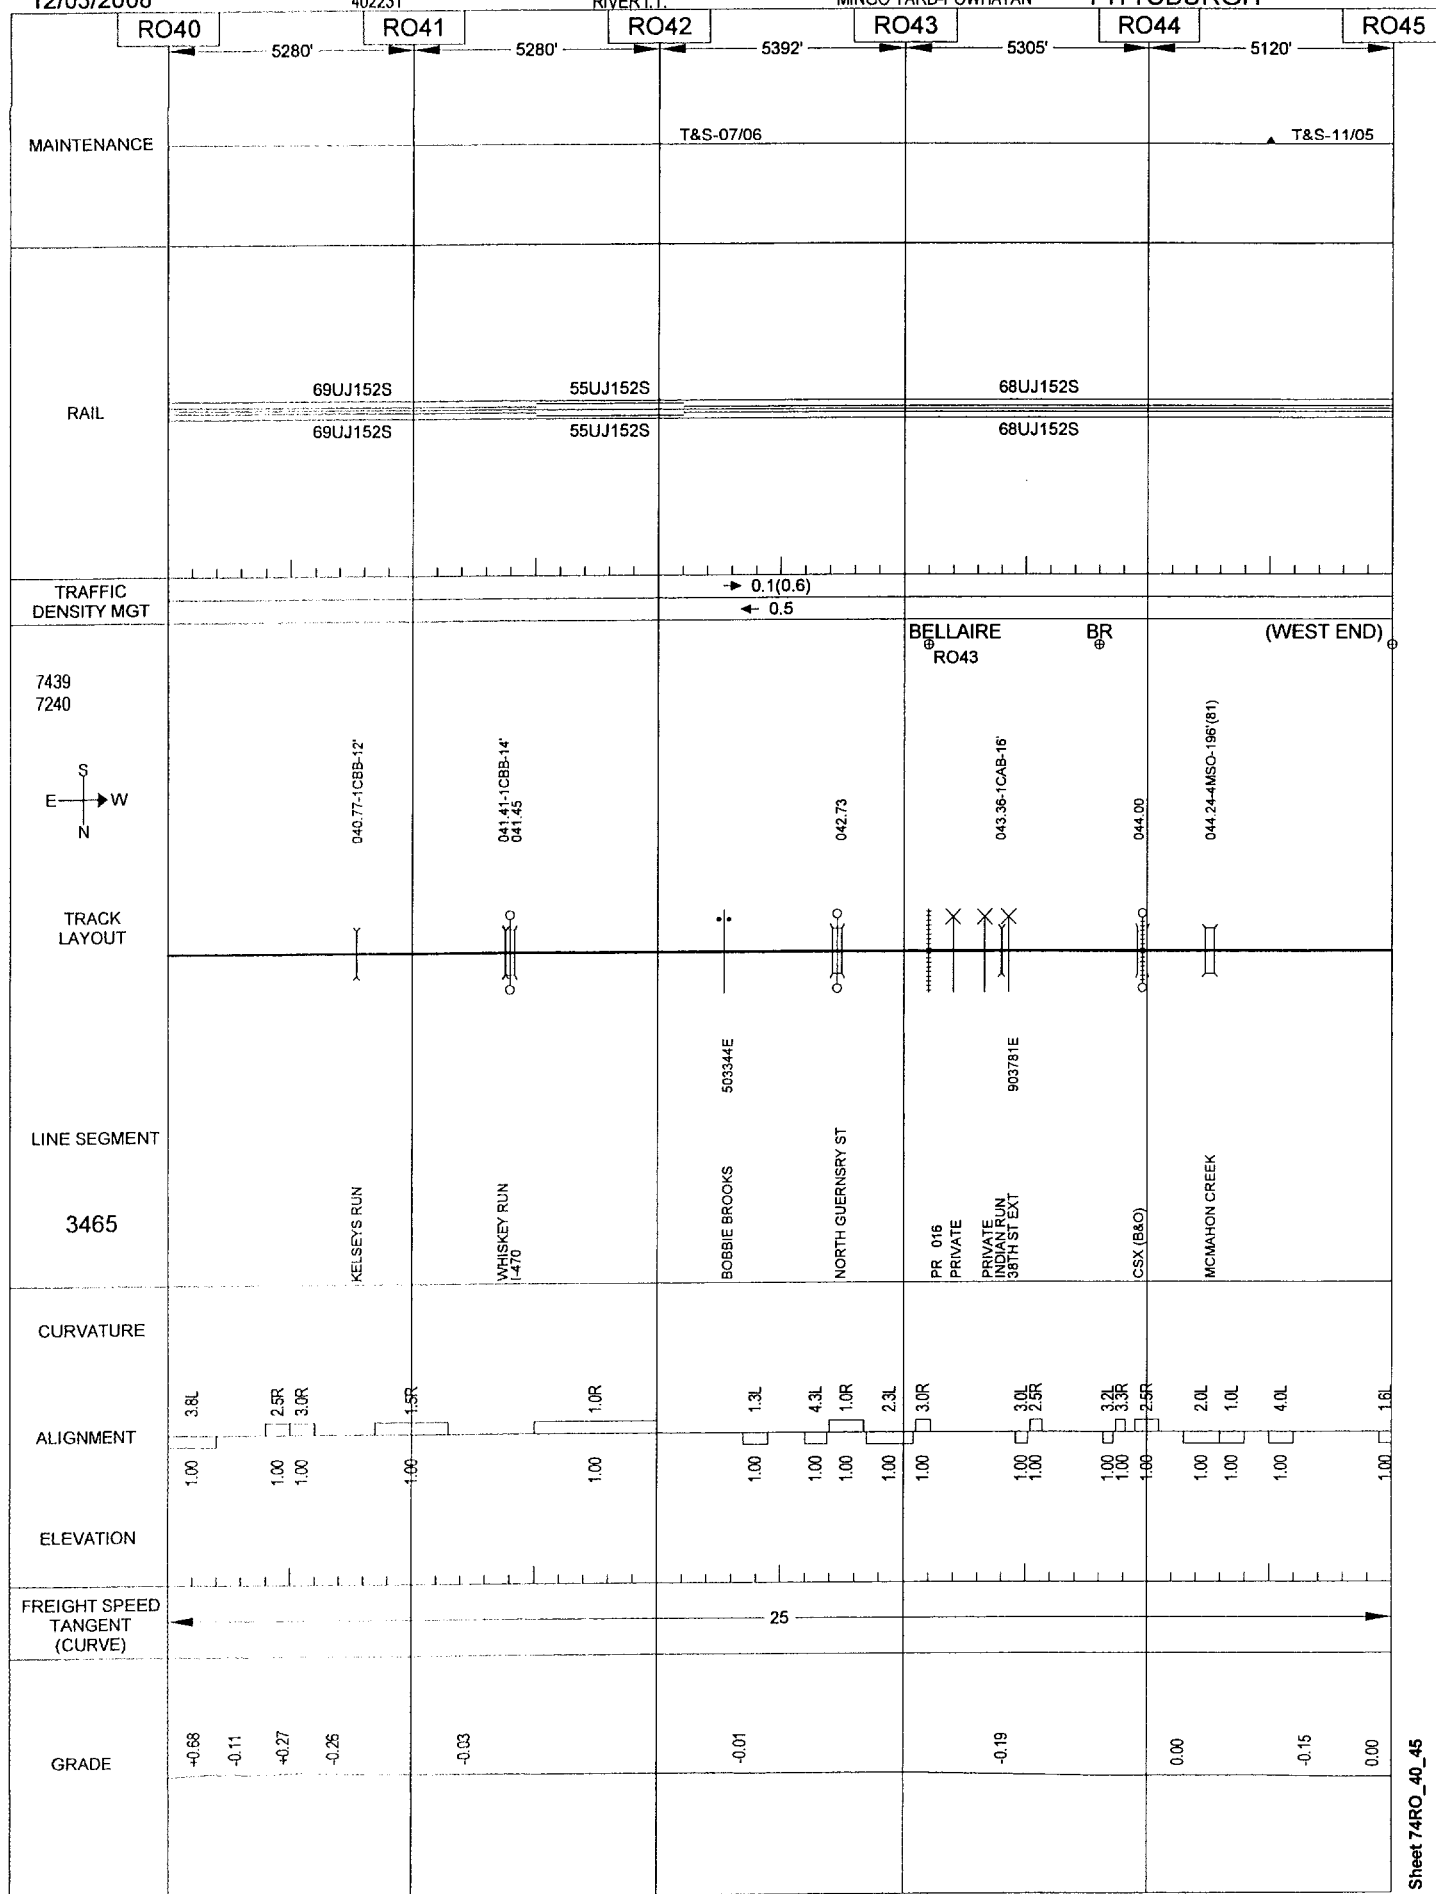 12/03/2008 402231 RIVER I.T. MINGO YARD-POWHATAN PITTSBURGH
RO40 RO41 RO42 RO43 RO44 RO45
5280' 5280' 5392' 5305' 5120'
MAINTENANCE
T&S-07/06 T&S-11/05
RAIL
69UJ152S 55UJ152S 68UJ152S
69UJ152S 55UJ152S 68UJ152S
TRAFFIC
DENSITY MGT
0.1(0.6)
0.5
BELLAIRE BR (WEST END)
RO43
7439
7240
S
E W
N
040.77-1CBB-12'
041.41-1CBB-14'
041.45
042.73
043.36-1CAB-16'
044.00
044.24-4MSO-196'(81)
TRACK
LAYOUT
503344E
903781E
LINE SEGMENT
3465
KELSEYS RUN
WHISKEY RUN
I-470
BOBBIE BROOKS
NORTH GUERNSRY ST
PR 016
PRIVATE
PRIVATE
INDIAN RUN
38TH ST EXT
CSX (B&O)
MCMAHON CREEK
CURVATURE
3.8L 2.5R 3.0R 1.5R 1.0R 1.3L 4.3L 1.0R 2.3L 3.0R 3.0L 2.5R 3.2L 3.3R 2.5R 2.0L 1.0L 4.0L 1.6L
ALIGNMENT
1.00 1.00 1.00 1.00 1.00 1.00 1.00 1.00 1.00 1.00 1.00 1.00 1.00 1.00 1.00 1.00 1.00 1.00 1.00
ELEVATION
FREIGHT SPEED
TANGENT
(CURVE)
25
GRADE
+0.68 -0.11 +0.27 -0.26 -0.03 -0.01 -0.19 0.00 -0.15 0.00
Sheet 74RO_40_45